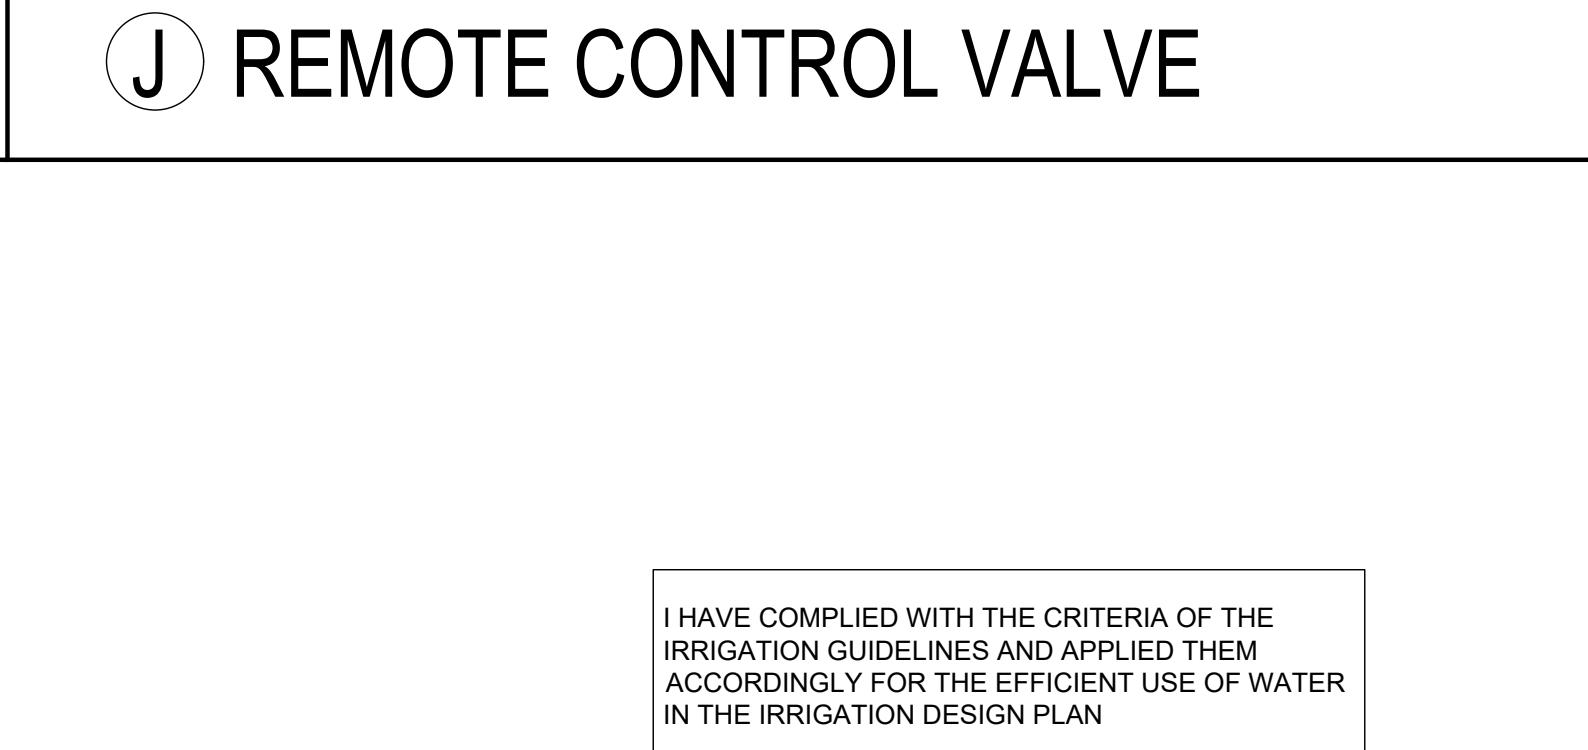 J REMOTE CONTROL VALVE
I HAVE COMPLIED WITH THE CRITERIA OF THE
IRRIGATION GUIDELINES AND APPLIED THEM
ACCORDINGLY FOR THE EFFICIENT USE OF WATER
IN THE IRRIGATION DESIGN PLAN